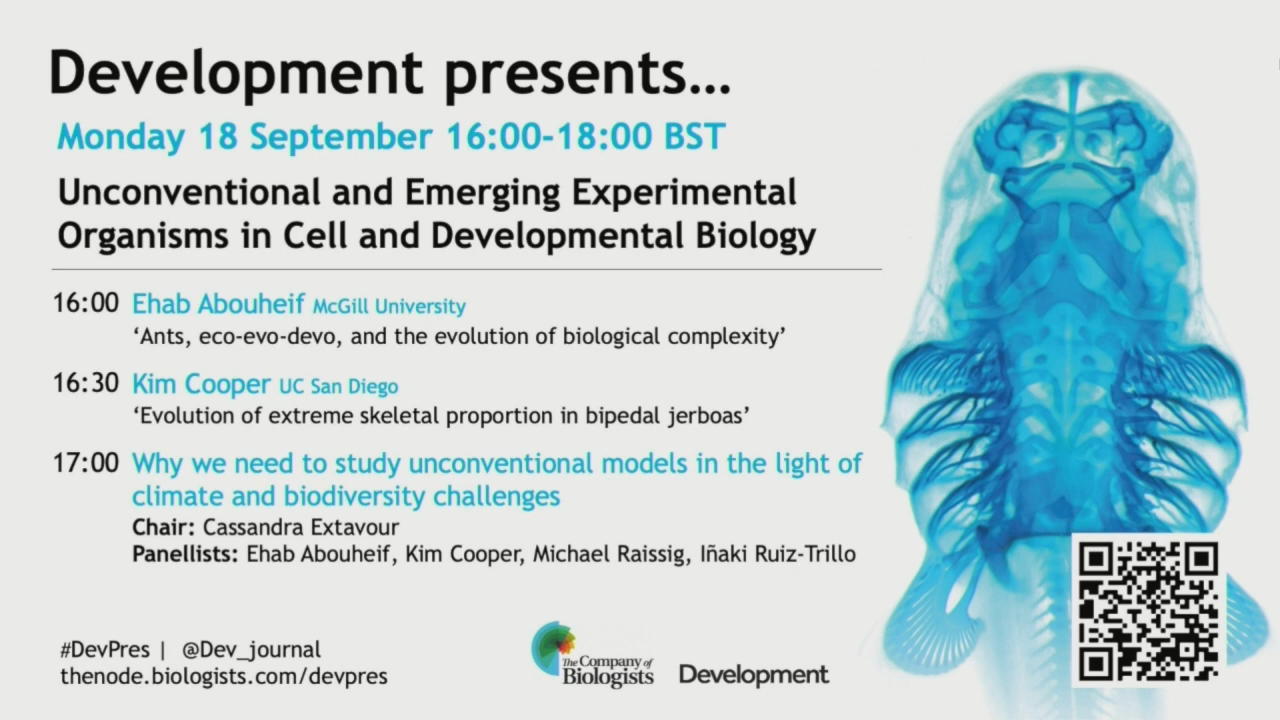 Development presents...
Monday 18 September 16:00-18:00 BST
Unconventional and Emerging Experimental
Organisms in Cell and Developmental Biology
16:00 Ehab Abouheif McGill University
‘Ants, eco-evo-devo, and the evolution of biological complexity’
16:30 Kim Cooper UC San Diego
‘Evolution of extreme skeletal proportion in bipedal jerboas’
17:00 Why we need to study unconventional models in the light of
climate and biodiversity challenges
Chair: Cassandra Extavour
Panellists: Ehab Abouheif, Kim Cooper, Michael Raissig, Iñaki Ruiz-Trillo
#DevPres | @Dev_journal
thenode.biologists.com/devpres
The Company of
Biologists
Development